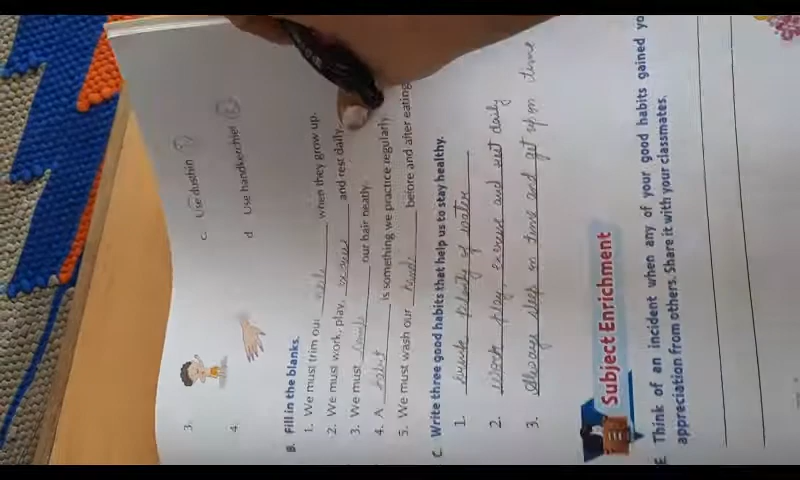 3. c. Use dustbin
4. d Use handkerchief
B. Fill in the blanks.
1. We must trim our nails when they grow up.
2. We must work, play, exercise and rest daily.
3. We must comb our hair neatly.
4. A habit is something we practice regularly.
5. We must wash our hands before and after eating
C. Write three good habits that help us to stay healthy.
1. Drink plenty of water
2. Work play, exercise and rest daily
3. Always sleep on time and get up on time
Subject Enrichment
E Think of an incident when any of your good habits gained yo
appreciation from others. Share it with your classmates.